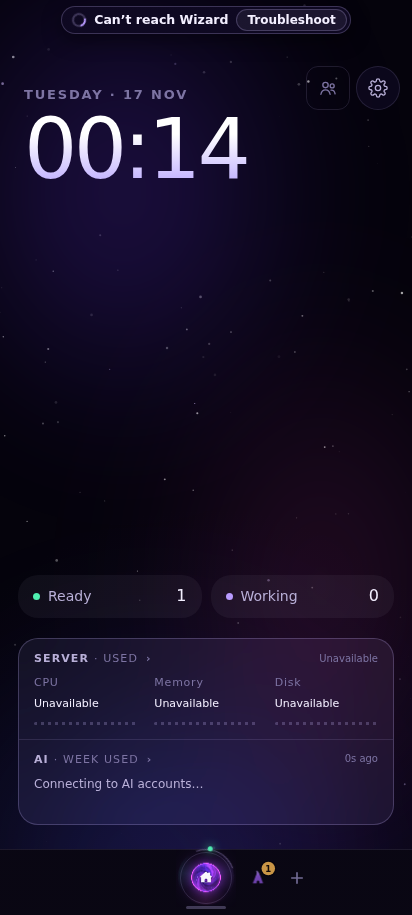 Can't reach Wizard Troubleshoot
TUESDAY · 17 NOV
00:14
Ready 1
Working 0
SERVER · USED › Unavailable
CPU Memory Disk
Unavailable Unavailable Unavailable
AI · WEEK USED › 0s ago
Connecting to AI accounts…
1